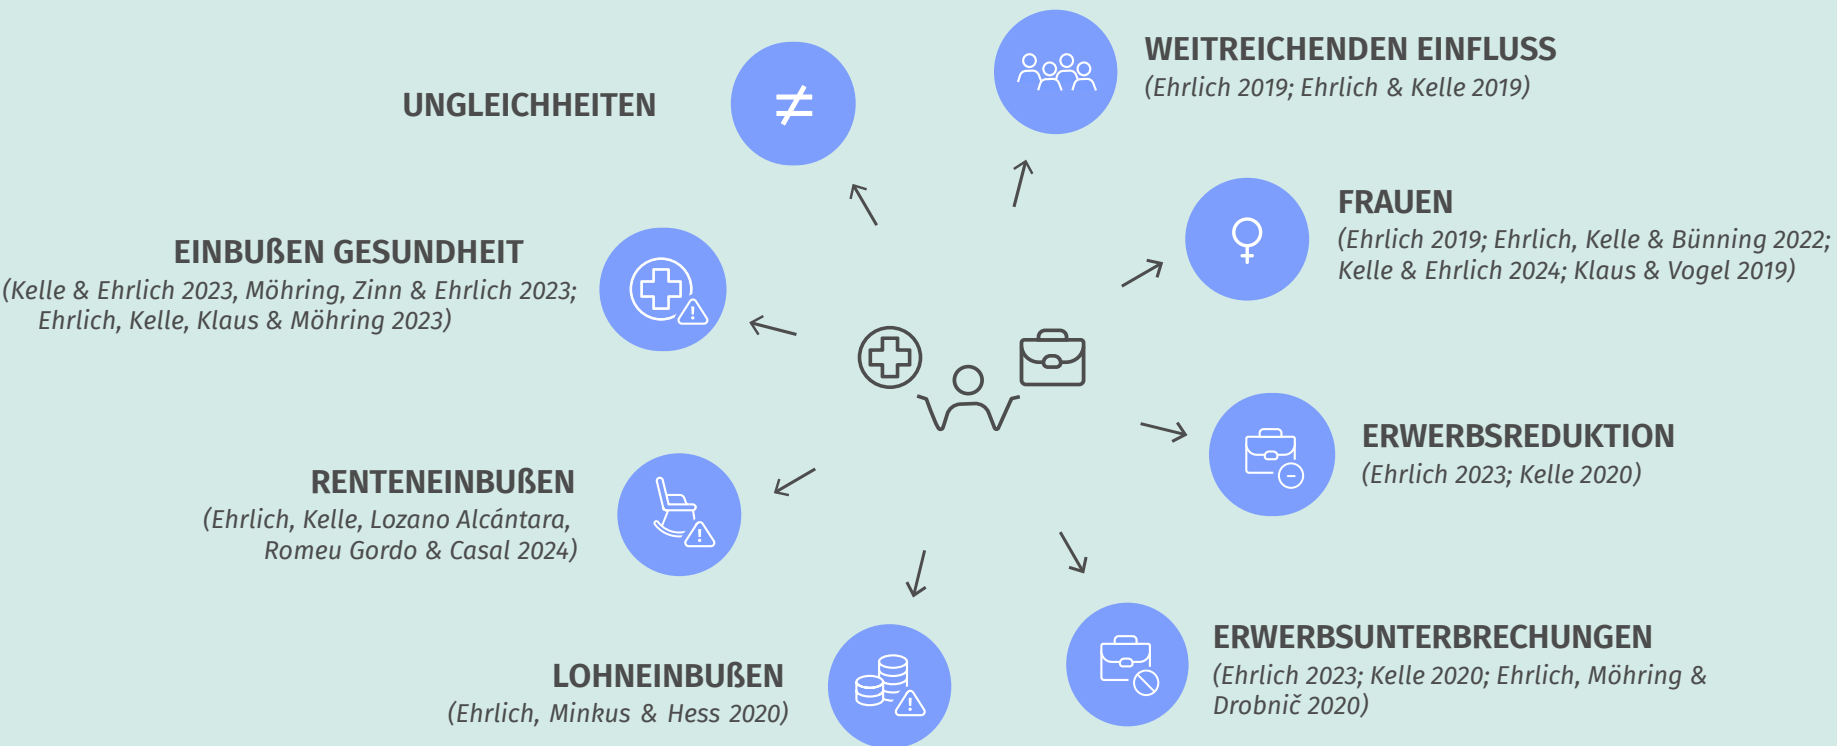 UNGLEICHHEITEN
WEITREICHENDEN EINFLUSS
(Ehrlich 2019; Ehrlich & Kelle 2019)
FRAUEN
(Ehrlich 2019; Ehrlich, Kelle & Bünning 2022;
Kelle & Ehrlich 2024; Klaus & Vogel 2019)
EINBUßEN GESUNDHEIT
(Kelle & Ehrlich 2023, Möhring, Zinn & Ehrlich 2023;
Ehrlich, Kelle, Klaus & Möhring 2023)
ERWERBSREDUKTION
(Ehrlich 2023; Kelle 2020)
RENTENEINBUßEN
(Ehrlich, Kelle, Lozano Alcántara,
Romeu Gordo & Casal 2024)
ERWERBSUNTERBRECHUNGEN
(Ehrlich 2023; Kelle 2020; Ehrlich, Möhring &
Drobnič 2020)
LOHNEINBUßEN
(Ehrlich, Minkus & Hess 2020)